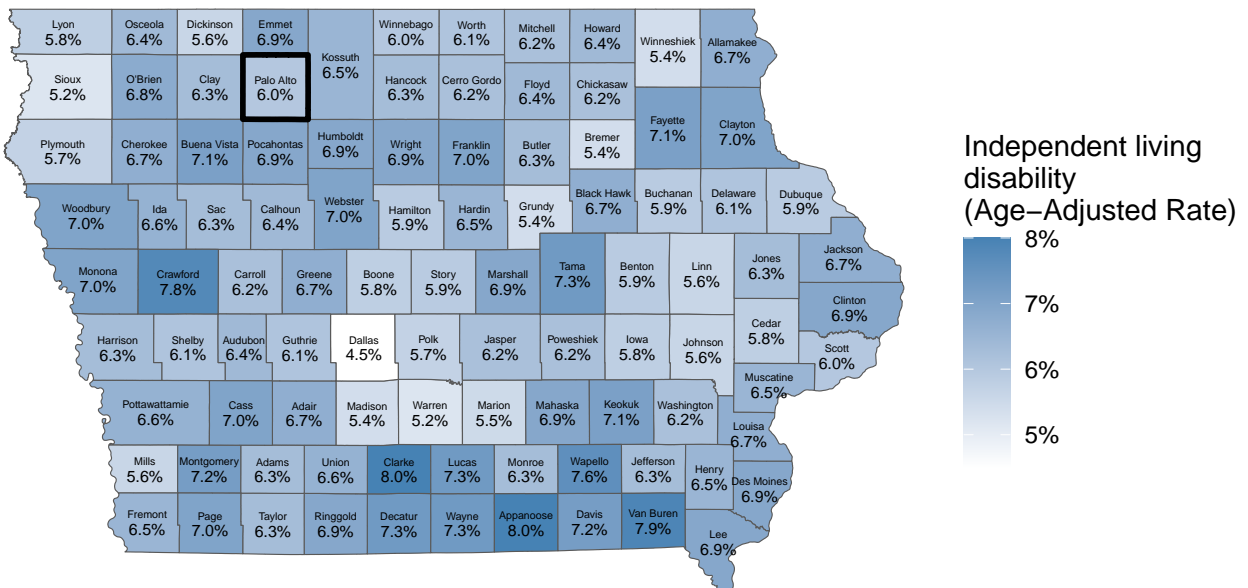 Lyon
5.8%
Osceola
6.4%
Dickinson
5.6%
Emmet
6.9%
Kossuth
6.5%
Winnebago
6.0%
Worth
6.1%
Mitchell
6.2%
Howard
6.4%
Winneshiek
5.4%
Allamakee
6.7%
Sioux
5.2%
O'Brien
6.8%
Clay
6.3%
Palo Alto
6.0%
Hancock
6.3%
Cerro Gordo
6.2%
Floyd
6.4%
Chickasaw
6.2%
Fayette
7.1%
Clayton
7.0%
Plymouth
5.7%
Cherokee
6.7%
Buena Vista
7.1%
Pocahontas
6.9%
Humboldt
6.9%
Wright
6.9%
Franklin
7.0%
Butler
6.3%
Bremer
5.4%
Woodbury
7.0%
Ida
6.6%
Sac
6.3%
Calhoun
6.4%
Webster
7.0%
Hamilton
5.9%
Hardin
6.5%
Grundy
5.4%
Black Hawk
6.7%
Buchanan
5.9%
Delaware
6.1%
Dubuque
5.9%
Monona
7.0%
Crawford
7.8%
Carroll
6.2%
Greene
6.7%
Boone
5.8%
Story
5.9%
Marshall
6.9%
Tama
7.3%
Benton
5.9%
Linn
5.6%
Jones
6.3%
Jackson
6.7%
Clinton
6.9%
Harrison
6.3%
Shelby
6.1%
Audubon
6.4%
Guthrie
6.1%
Dallas
4.5%
Polk
5.7%
Jasper
6.2%
Poweshiek
6.2%
Iowa
5.8%
Johnson
5.6%
Cedar
5.8%
Scott
6.0%
Muscatine
6.5%
Pottawattamie
6.6%
Cass
7.0%
Adair
6.7%
Madison
5.4%
Warren
5.2%
Marion
5.5%
Mahaska
6.9%
Keokuk
7.1%
Washington
6.2%
Louisa
6.7%
Mills
5.6%
Montgomery
7.2%
Adams
6.3%
Union
6.6%
Clarke
8.0%
Lucas
7.3%
Monroe
6.3%
Wapello
7.6%
Jefferson
6.3%
Henry
6.5%
Des Moines
6.9%
Fremont
6.5%
Page
7.0%
Taylor
6.3%
Ringgold
6.9%
Decatur
7.3%
Wayne
7.3%
Appanoose
8.0%
Davis
7.2%
Van Buren
7.9%
Lee
6.9%
Independent living
disability
(Age−Adjusted Rate)
8%
7%
6%
5%